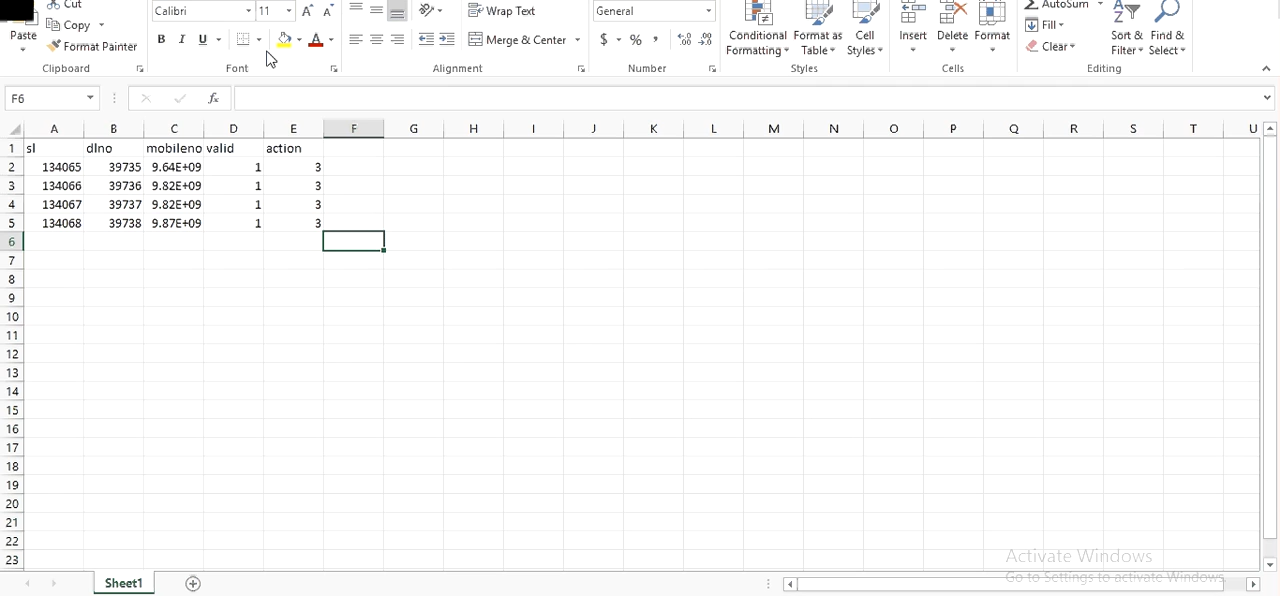 Cut
Calibri 11 Wrap Text General AutoSum
Copy Fill
Paste Format Painter B I U Merge & Center $ % , Conditional Formatting Format as Table Cell Styles Insert Delete Format Clear Sort & Filter Find & Select
Clipboard Font Alignment Number Styles Cells Editing
F6 fx
A B C D E F G H I J K L M N O P Q R S T U
1 sl dlno mobileno valid action
2 134065 39735 9.64E+09 1 3
3 134066 39736 9.82E+09 1 3
4 134067 39737 9.82E+09 1 3
5 134068 39738 9.87E+09 1 3
6
7
8
9
10
11
12
13
14
15
16
17
18
19
20
21
22
23
Activate Windows
Go to Settings to activate Windows.
Sheet1